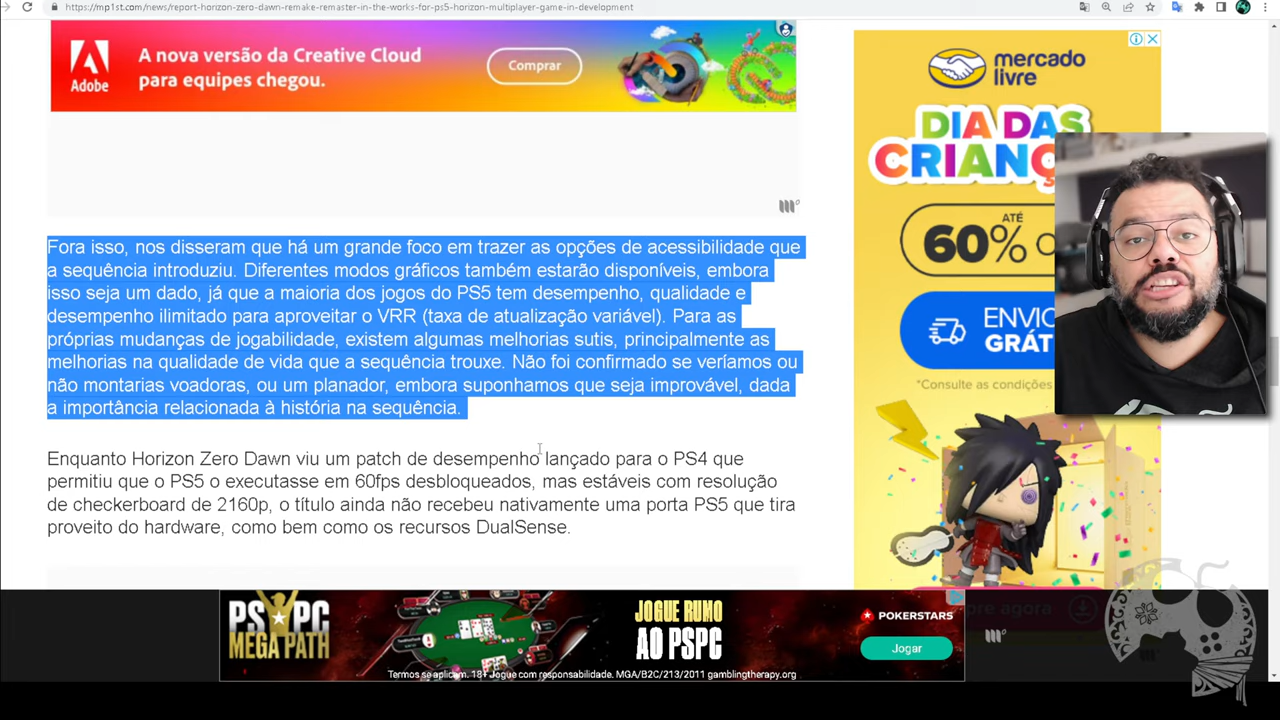 https://mp1st.com/news/report-horizon-zero-dawn-remake-remaster-in-the-works-for-ps5-horizon-multiplayer-game-in-development
Adobe
A nova versão da Creative Cloud
para equipes chegou.
Comprar
mercado
livre
DIA DAS
CRIANÇ
ATÉ
60% O
ENVIO
GRÁT
*Consulte as condições
Fora isso, nos disseram que há um grande foco em trazer as opções de acessibilidade que
a sequência introduziu. Diferentes modos gráficos também estarão disponíveis, embora
isso seja um dado, já que a maioria dos jogos do PS5 tem desempenho, qualidade e
desempenho ilimitado para aproveitar o VRR (taxa de atualização variável). Para as
próprias mudanças de jogabilidade, existem algumas melhorias sutis, principalmente as
melhorias na qualidade de vida que a sequência trouxe. Não foi confirmado se veríamos ou
não montarias voadoras, ou um planador, embora suponhamos que seja improvável, dada
a importância relacionada à história na sequência.
Enquanto Horizon Zero Dawn viu um patch de desempenho lançado para o PS4 que
permitiu que o PS5 o executasse em 60fps desbloqueados, mas estáveis com resolução
de checkerboard de 2160p, o título ainda não recebeu nativamente uma porta PS5 que tira
proveito do hardware, como bem como os recursos DualSense.
pre agora
PS PC
MEGA PATH
JOGUE RUMO
AO PSPC
POKERSTARS
Jogar
Termos se aplicam. 18+ Jogue com responsabilidade. MGA/B2C/213/2011 gamblingtherapy.org